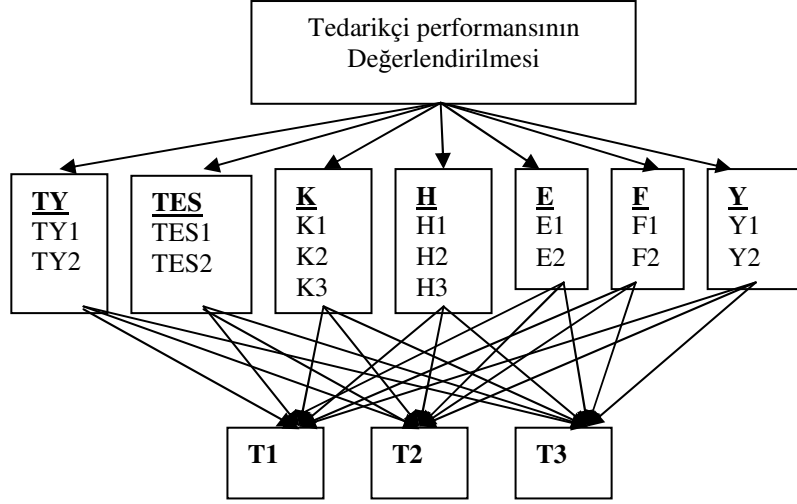 Tedarikçi performansının
Değerlendirilmesi
TY
TY1
TY2
TES
TES1
TES2
K
K1
K2
K3
H
H1
H2
H3
E
E1
E2
F
F1
F2
Y
Y1
Y2
T1
T2
T3